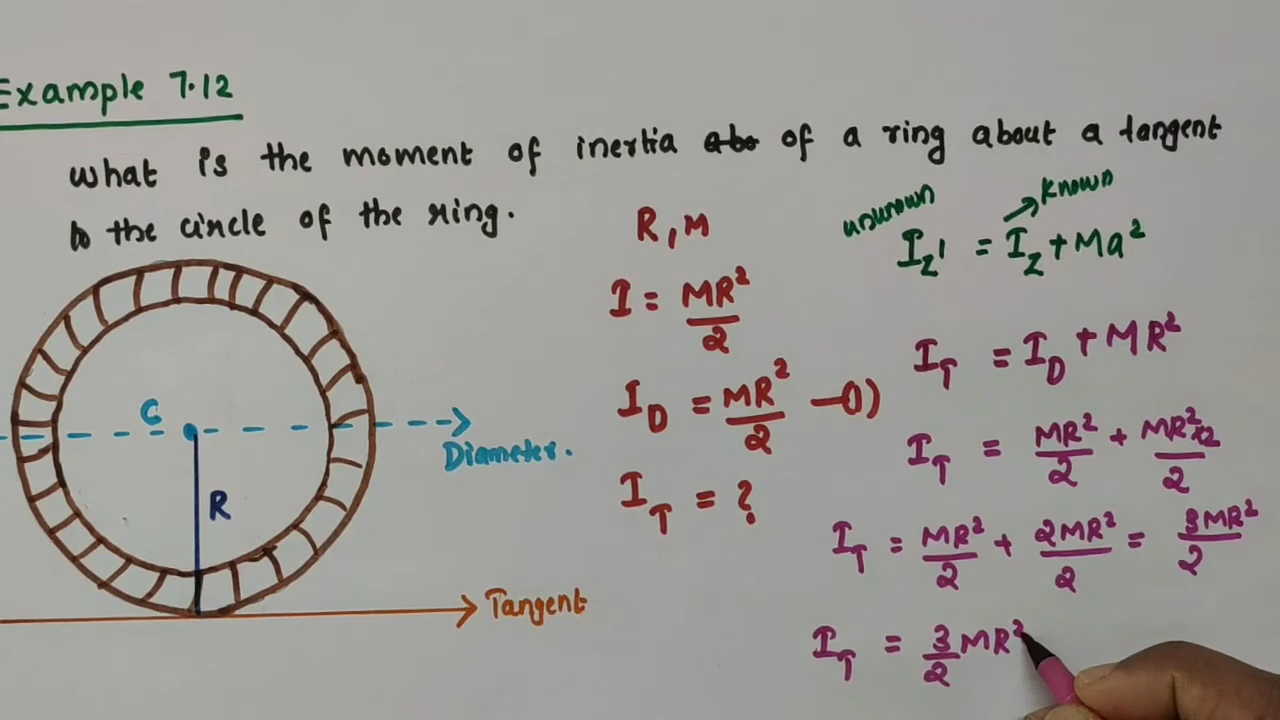 Example 7.12
What is the moment of inertia abo of a ring about a tangent
to the circle of the ring.
R, M
I = MR²/2
I_D = MR²/2 —(1)
I_T = ?
unknown
known
I_Z' = I_Z + Ma²
I_T = I_D + MR²
I_T = MR²/2 + MR²×2/2
I_T = MR²/2 + 2MR²/2 = 3MR²/2
I_T = 3/2 MR²
C
Diameter.
R
Tangent